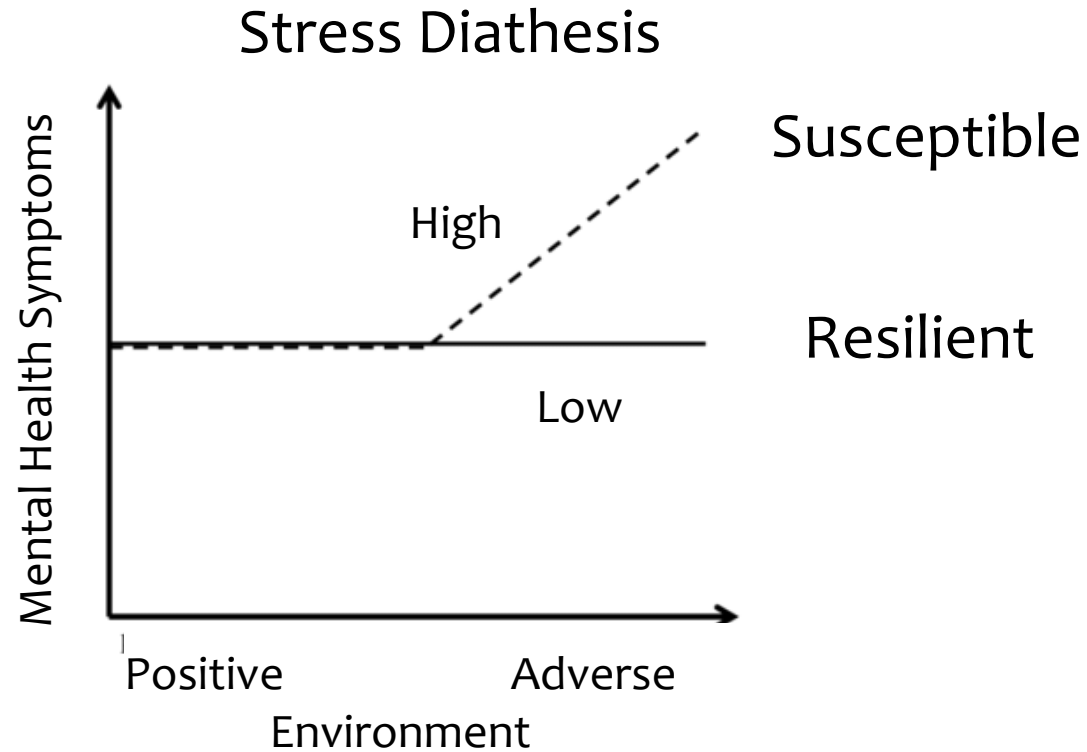 Stress Diathesis
Mental Health Symptoms
Susceptible
High
Resilient
Low
Positive
Adverse
Environment